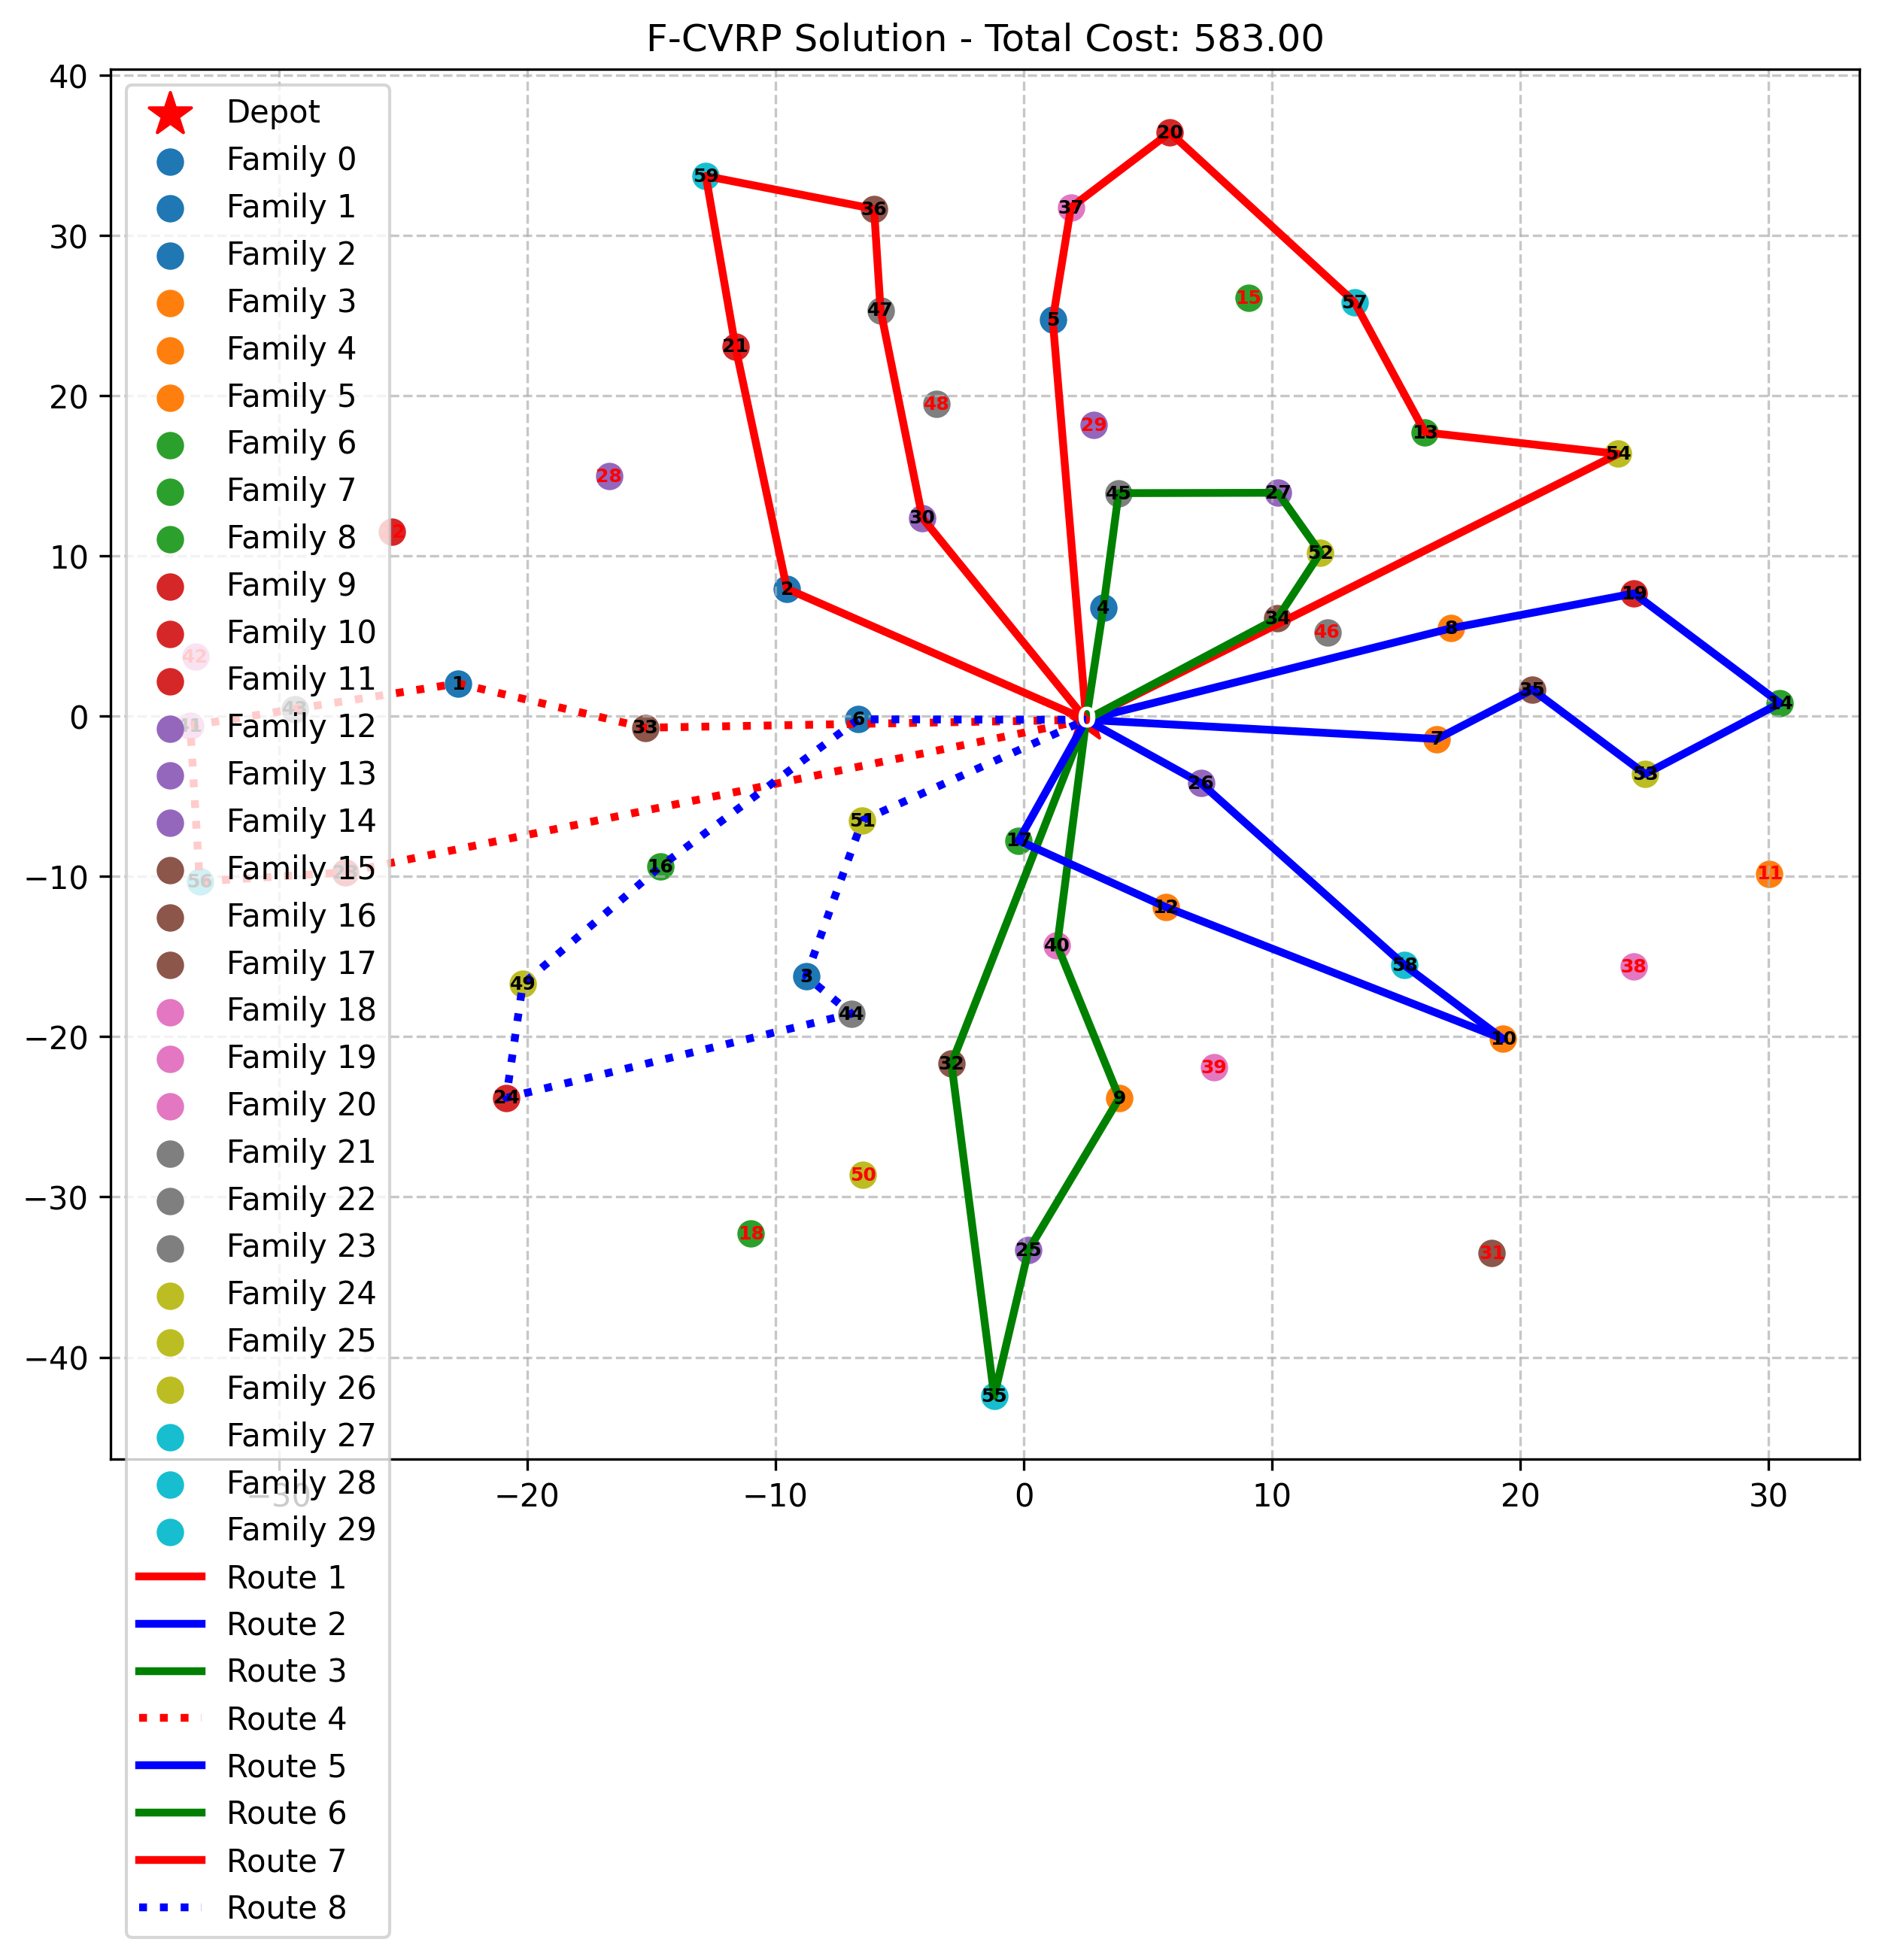 F-CVRP Solution - Total Cost: 583.00
40
30
20
10
0
−10
−20
−30
−40
−30
−20
−10
0
10
20
30
Depot
Family 0
Family 1
Family 2
Family 3
Family 4
Family 5
Family 6
Family 7
Family 8
Family 9
Family 10
Family 11
Family 12
Family 13
Family 14
Family 15
Family 16
Family 17
Family 18
Family 19
Family 20
Family 21
Family 22
Family 23
Family 24
Family 25
Family 26
Family 27
Family 28
Family 29
Route 1
Route 2
Route 3
Route 4
Route 5
Route 6
Route 7
Route 8
20
59
36
37
47
5
15
57
21
48
29
13
54
28
45
27
30
52
2
4
34
46
19
8
42
1
43
33
6
0
35
14
7
53
26
51
17
16
56
11
12
40
58
38
49
3
44
10
32
39
24
9
50
18
25
31
55